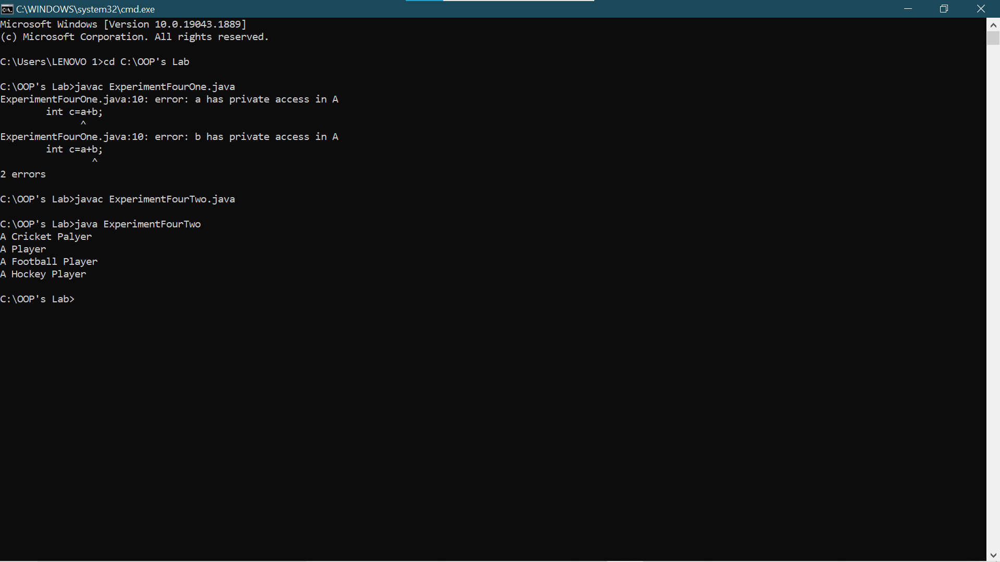 C:\WINDOWS\system32\cmd.exe
Microsoft Windows [Version 10.0.19043.1889]
(c) Microsoft Corporation. All rights reserved.
C:\Users\LENOVO 1>cd C:\OOP's Lab
C:\OOP's Lab>javac ExperimentFourOne.java
ExperimentFourOne.java:10: error: a has private access in A
        int c=a+b;
              ^
ExperimentFourOne.java:10: error: b has private access in A
        int c=a+b;
                ^
2 errors
C:\OOP's Lab>javac ExperimentFourTwo.java
C:\OOP's Lab>java ExperimentFourTwo
A Cricket Palyer
A Player
A Football Player
A Hockey Player
C:\OOP's Lab>